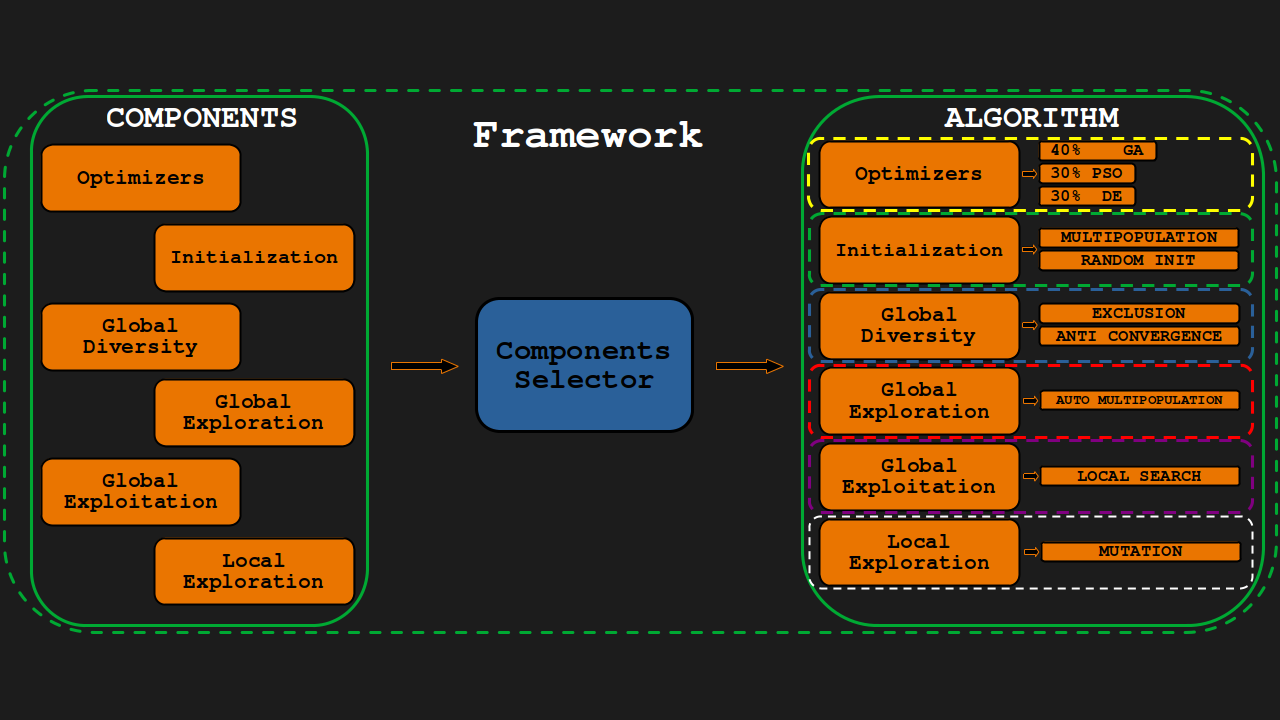 COMPONENTS
Optimizers
Initialization
Global
Diversity
Global
Exploration
Global
Exploitation
Local
Exploration
Framework
Components
Selector
ALGORITHM
Optimizers
40% GA
30% PSO
30% DE
Initialization
MULTIPOPULATION
RANDOM INIT
Global
Diversity
EXCLUSION
ANTI CONVERGENCE
Global
Exploration
AUTO MULTIPOPULATION
Global
Exploitation
LOCAL SEARCH
Local
Exploration
MUTATION